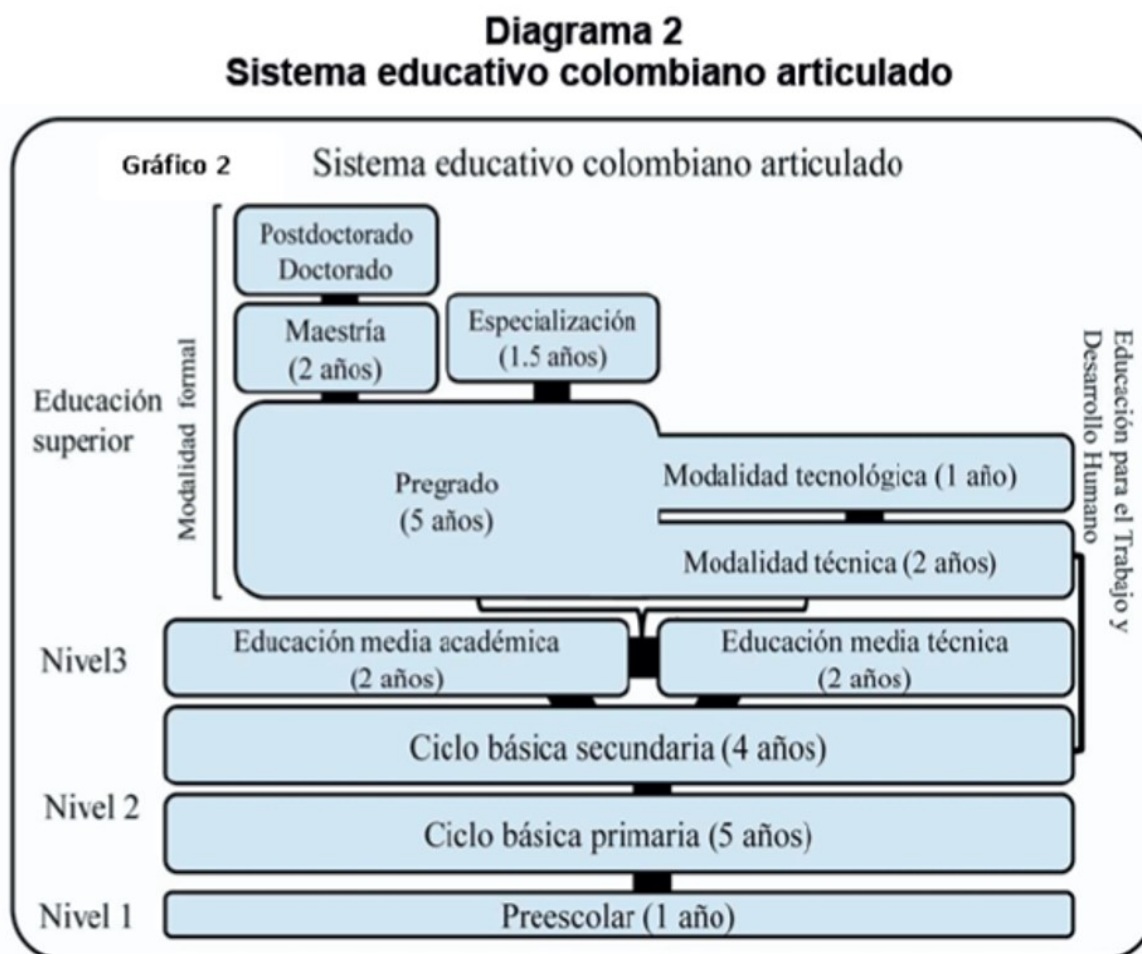 Diagrama 2
Sistema educativo colombiano articulado
Gráfico 2
Sistema educativo colombiano articulado
Postdoctorado
Doctorado
Maestría
(2 años)
Especialización
(1.5 años)
Educación
superior
Modalidad formal
Pregrado
(5 años)
Modalidad tecnológica (1 año)
Modalidad técnica (2 años)
Educación para el Trabajo y
Desarrollo Humano
Nivel3
Educación media académica
(2 años)
Educación media técnica
(2 años)
Ciclo básica secundaria (4 años)
Nivel 2
Ciclo básica primaria (5 años)
Nivel 1
Preescolar (1 año)